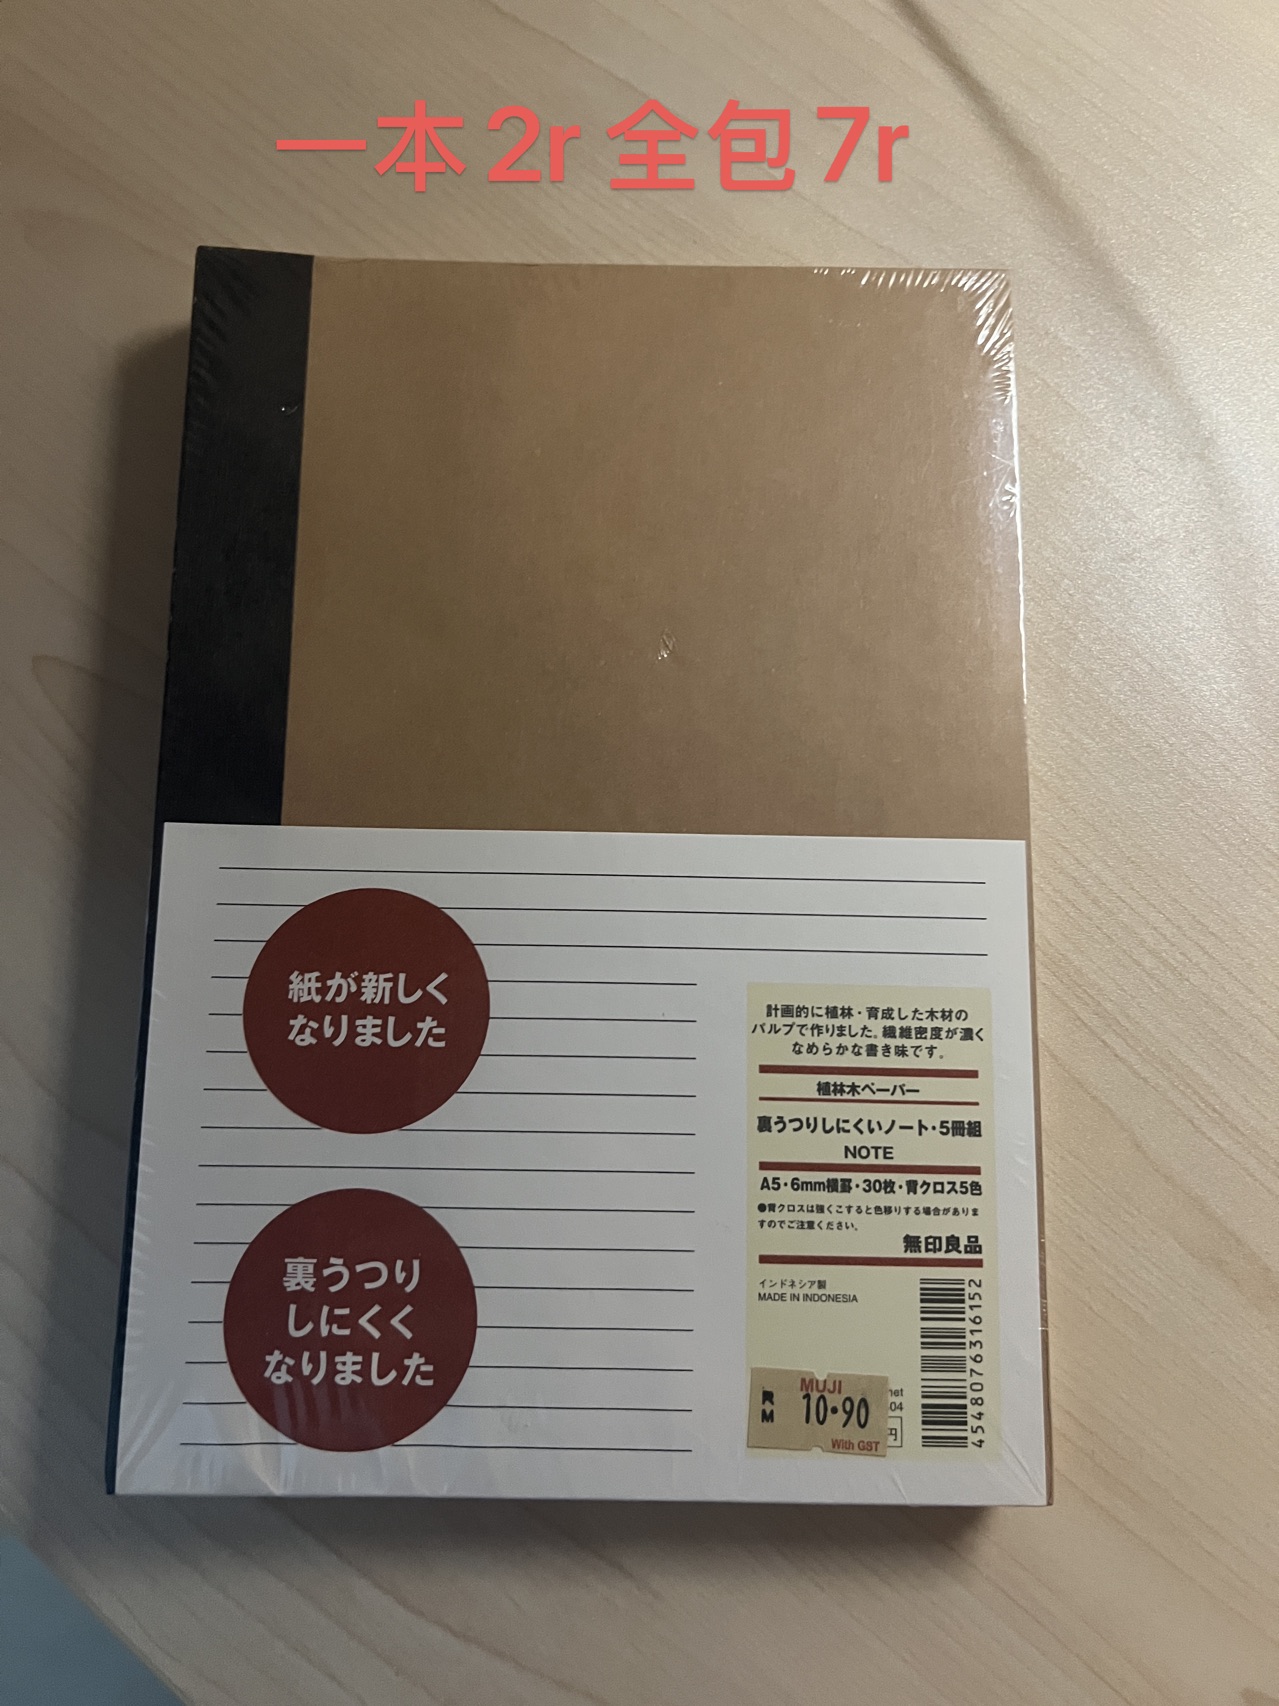 一本2r 全包7r
紙が新しく
なりました
裏うつり
しにくく
なりました
計画的に植林・育成した木材の
パルプで作りました。繊維密度が濃く
なめらかな書き味です。
植林木ペーパー
裏うつりしにくいノート・5冊組
NOTE
A5・6mm横罫・30枚・背クロス5色
●背クロスは強くこすると色移りする場合がありま
すのでご注意ください。
無印良品
インドネシア製
MADE IN INDONESIA
4548076316152
net
04
円
MUJI
RM 10・90
With GST